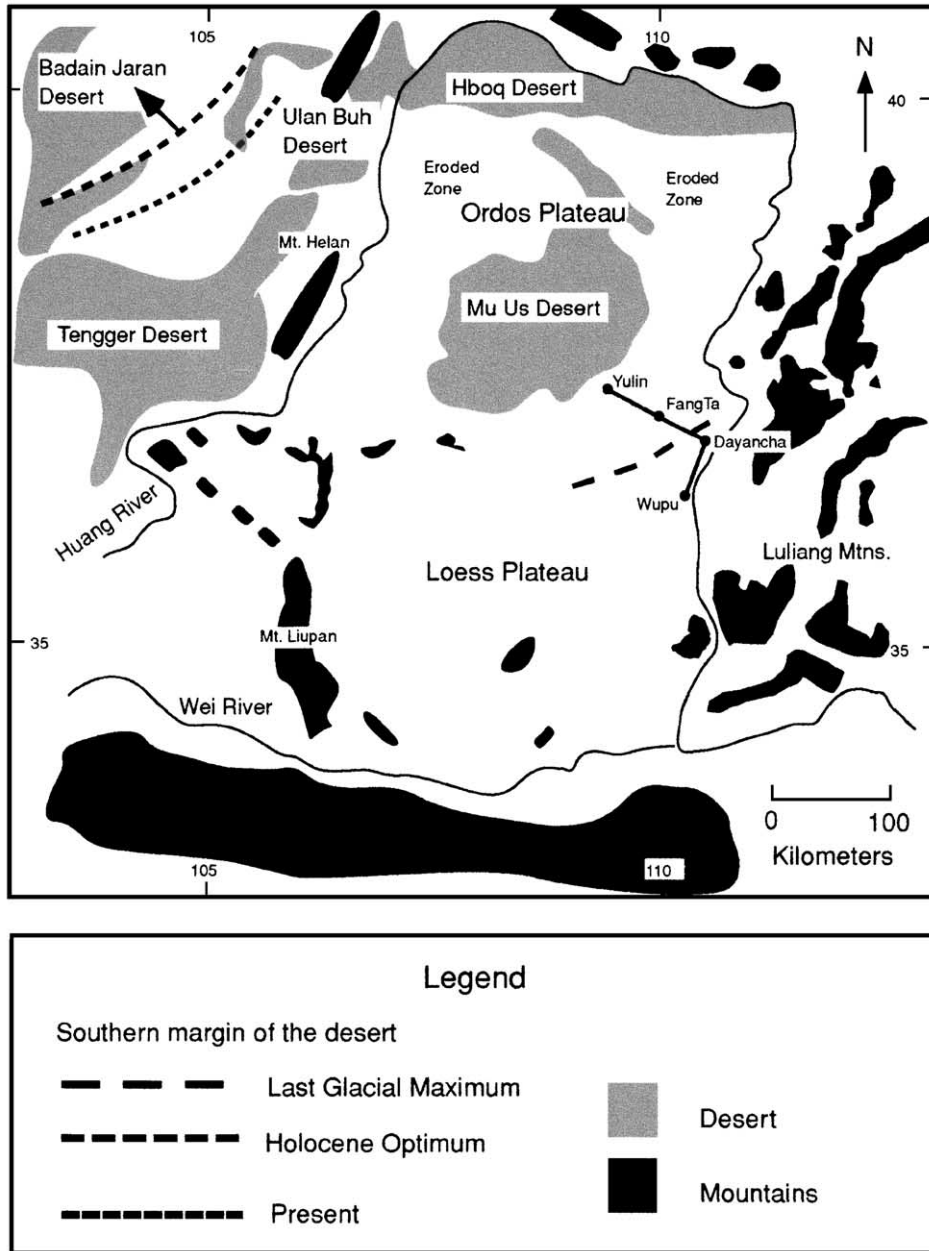 105
110
N
Badain Jaran
Desert
Hboq Desert
40
Ulan Buh
Desert
Eroded
Zone
Eroded
Zone
Ordos Plateau
Mt. Helan
Mu Us Desert
Tengger Desert
Yulin
FangTa
Dayancha
Wupu
Huang River
Luliang Mtns.
Loess Plateau
35
Mt. Liupan
35
Wei River
0 100
Kilometers
105
110
Legend
Southern margin of the desert
Last Glacial Maximum
Holocene Optimum
Present
Desert
Mountains